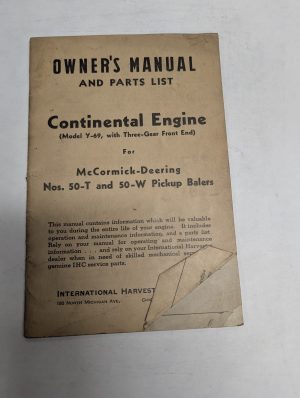 OWNER'S MANUAL
AND PARTS LIST
Continental Engine
(Model Y-69, with Three-Gear Front End)
For
McCormick-Deering
Nos. 50-T and 50-W Pickup Balers
This manual contains information which will be valuable
to you during the entire life of your engine. It includes
operation and maintenance information, and a parts list.
Rely on your manual for operating and maintenance
information . . . and rely on your International Harvest
dealer when in need of skilled mechanical ser
genuine IHC service parts.
INTERNATIONAL HARVEST
180 NORTH MICHIGAN AVE.